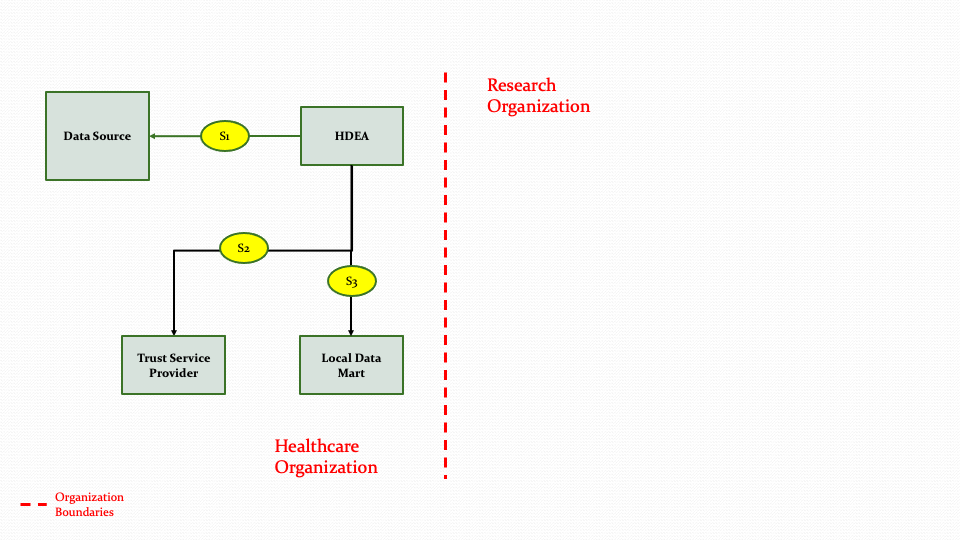 Research
Organization
Data Source
S1
HDEA
S2
S3
Trust Service
Provider
Local Data
Mart
Healthcare
Organization
Organization
Boundaries